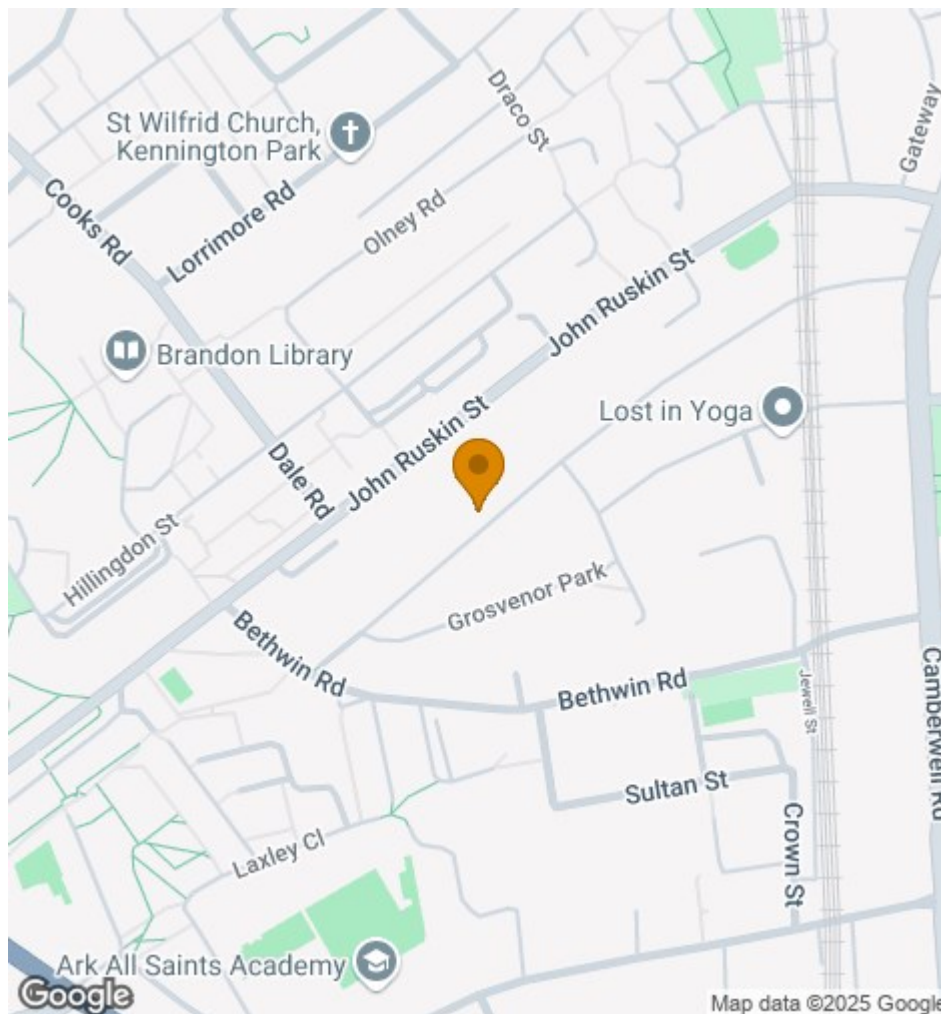 Draco St
Gateway
St Wilfrid Church,
Kennington Park
Cooks Rd
Lorrimore Rd
Olney Rd
John Ruskin St
Brandon Library
Lost in Yoga
John Ruskin St
Dale Rd
Hillingdon St
Grosvenor Park
Bethwin Rd
Bethwin Rd
Jewell St
Camberwell Rd
Sultan St
Crown St
Laxley Cl
Ark All Saints Academy
Google
Map data ©2025 Google